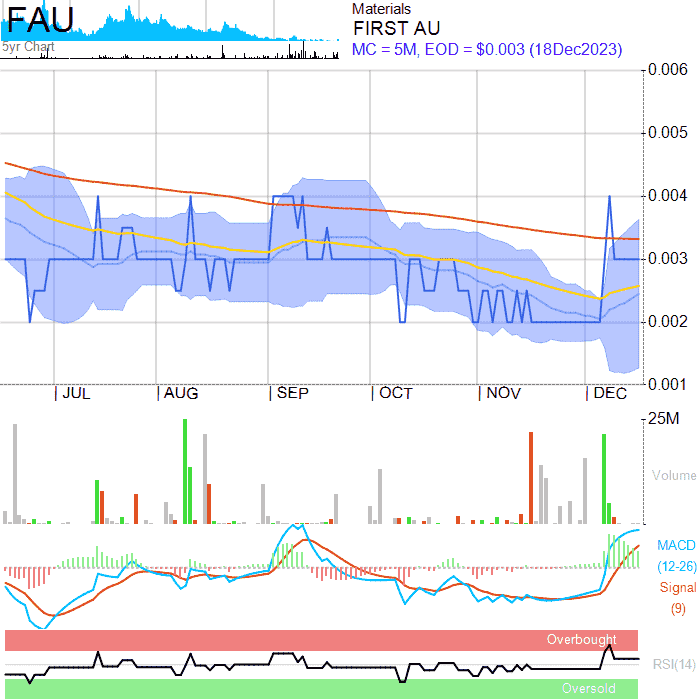 FAU
5yr Chart
Materials
FIRST AU
MC = 5M, EOD = $0.003 (18Dec2023)
0.006
0.005
0.004
0.003
0.002
0.001
JUL
AUG
SEP
OCT
NOV
DEC
25M
Volume
MACD
(12-26)
Signal
(9)
Overbought
RSI(14)
Oversold